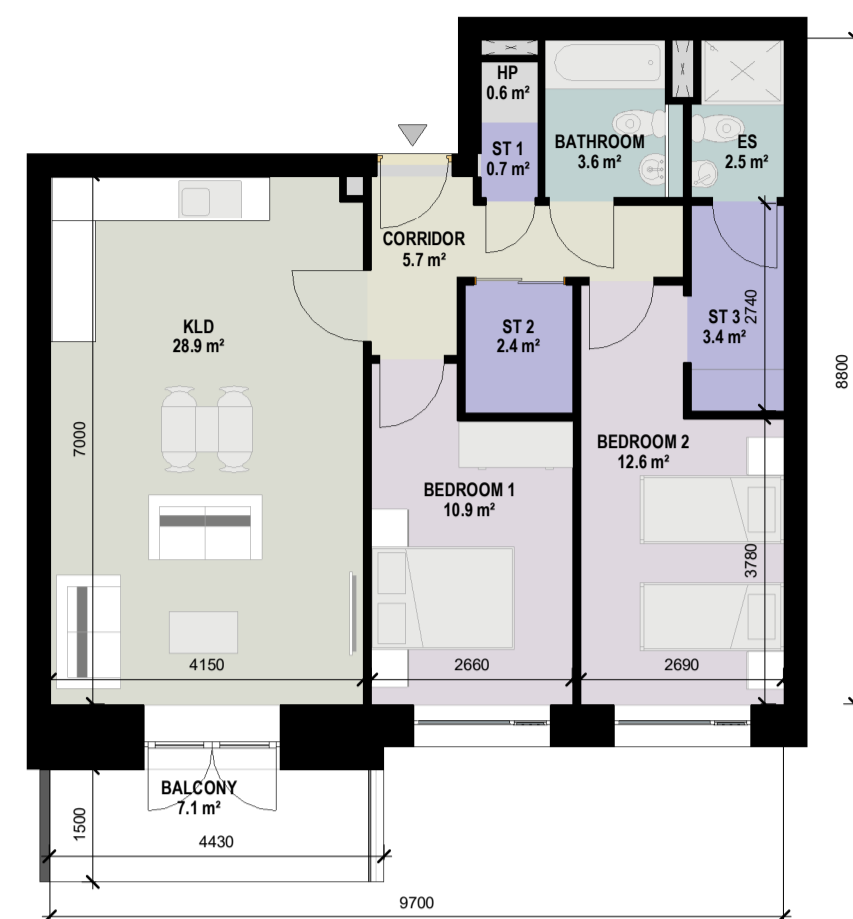 HP
0.6 m²
ST 1
0.7 m²
BATHROOM
3.6 m²
ES
2.5 m²
CORRIDOR
5.7 m²
KLD
28.9 m²
ST 2
2.4 m²
ST 3
3.4 m²
2740
8800
7000
BEDROOM 1
10.9 m²
BEDROOM 2
12.6 m²
3780
4150
2660
2690
BALCONY
7.1 m²
1500
4430
9700